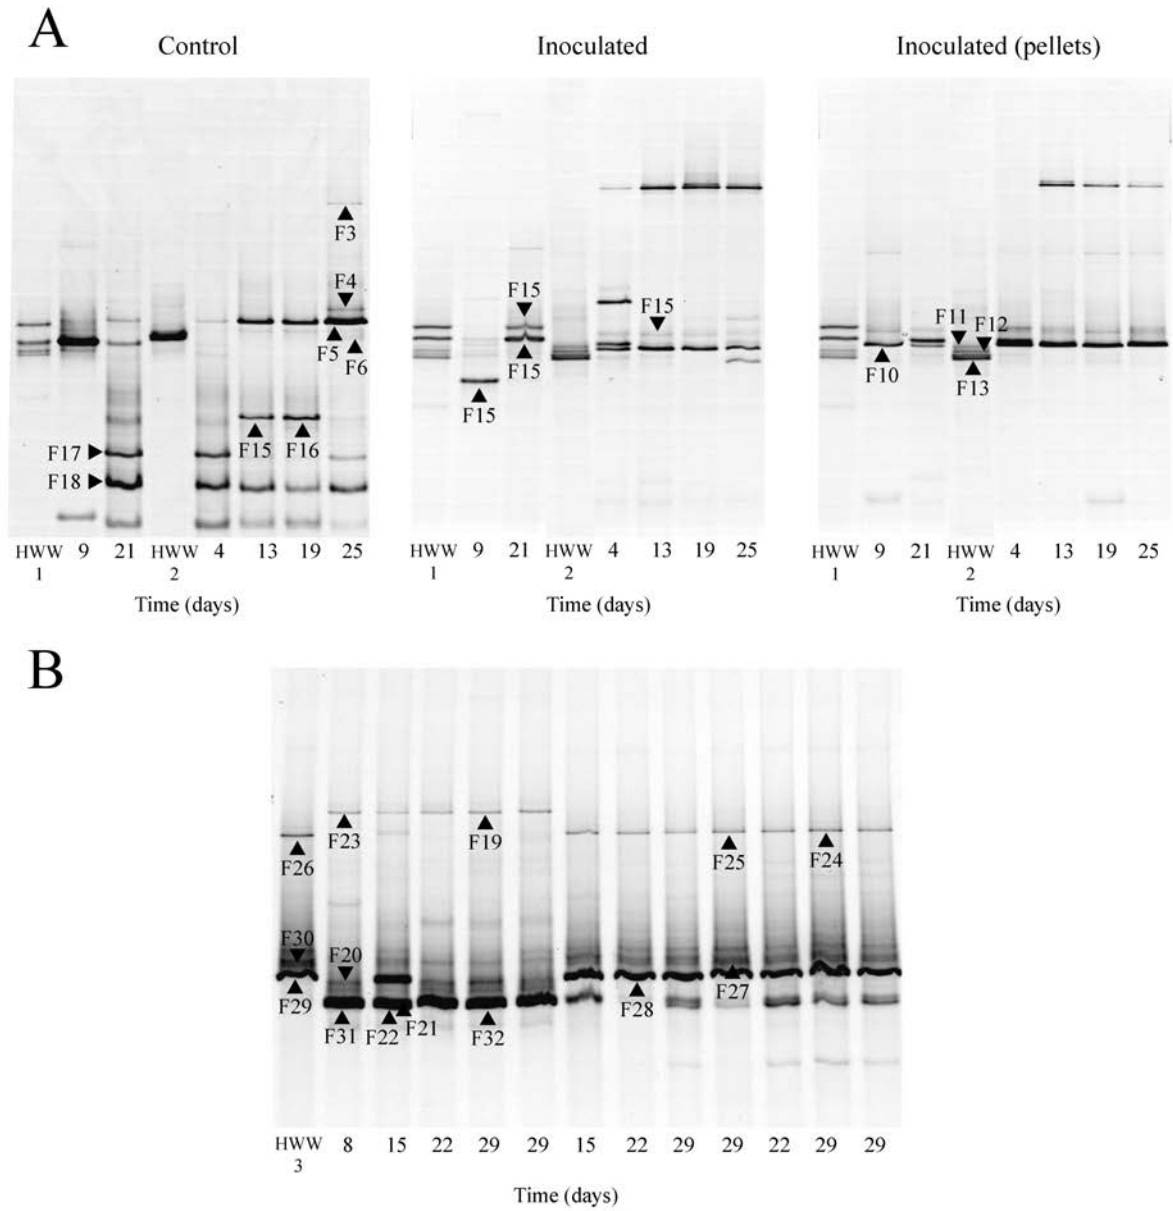 A
Control
Inoculated
Inoculated (pellets)
F3
F4
F5
F6
F15
F16
F17
F18
HWW 1 9 21 HWW 2 4 13 19 25
Time (days)
F15
F15
F15
F15
HWW 1 9 21 HWW 2 4 13 19 25
Time (days)
F10
F11
F12
F13
HWW 1 9 21 HWW 2 4 13 19 25
Time (days)
B
F26
F23
F19
F25
F24
F30
F20
F29
F31
F22
F21
F32
F28
F27
HWW 3 8 15 22 29 29 15 22 29 29 22 29 29
Time (days)